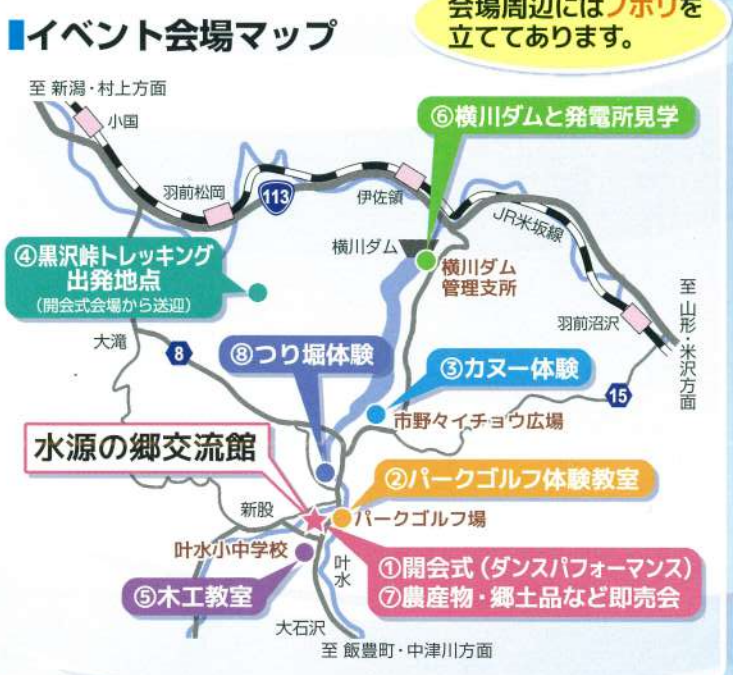 会場周辺にはノボリを
立ててあります。
イベント会場マップ
至 新潟・村上方面
小国
⑥横川ダムと発電所見学
羽前松岡
113
伊佐領
JR米坂線
④黒沢峠トレッキング
出発地点
(開会式会場から送迎)
横川ダム
横川ダム
管理支所
至 山形・米沢方面
羽前沼沢
大滝
8
⑧つり堀体験
③カヌー体験
15
市野々イチョウ広場
水源の郷交流館
②パークゴルフ体験教室
新股
パークゴルフ場
叶水小中学校
叶水
①開会式(ダンスパフォーマンス)
⑦農産物・郷土品など即売会
⑤木工教室
大石沢
至 飯豊町・中津川方面